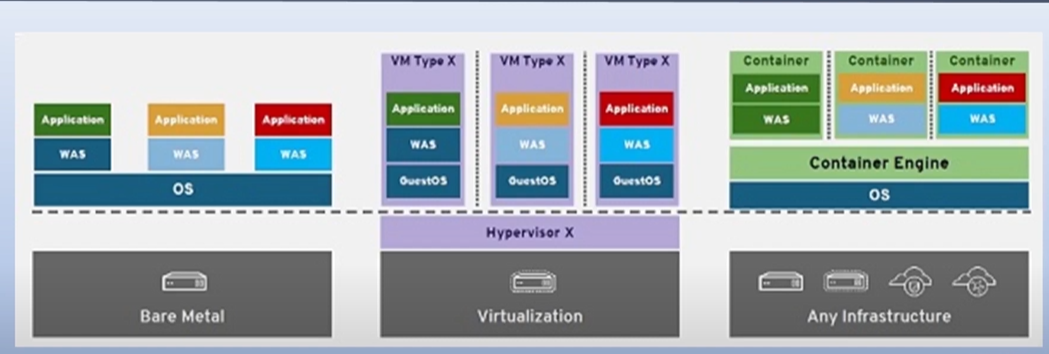 VM Type X VM Type X VM Type X
Container Container Container
Application Application Application
WAS WAS WAS
Application Application Application
WAS WAS WAS
GuestOS GuestOS GuestOS
Application Application Application
WAS WAS WAS
OS
Container Engine
OS
Hypervisor X
Bare Metal
Virtualization
Any Infrastructure